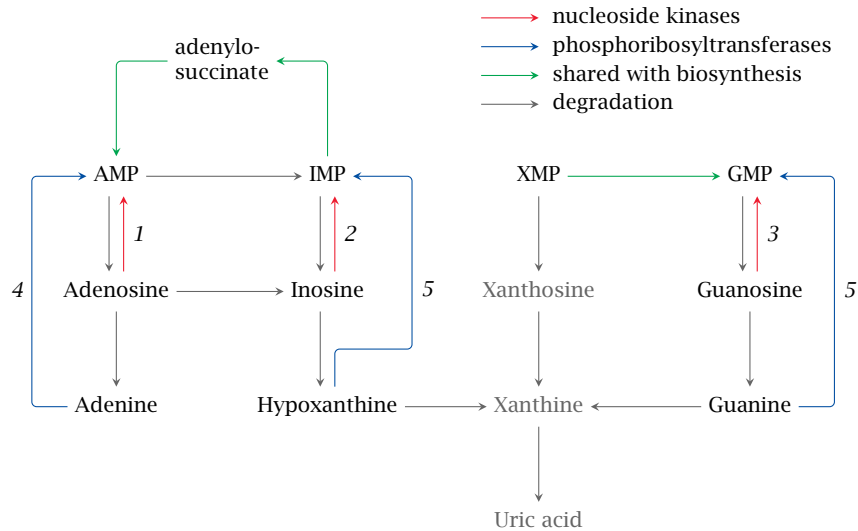 nucleoside kinases
phosphoribosyltransferases
shared with biosynthesis
degradation
adenylo-
succinate
AMP
IMP
XMP
GMP
1
2
3
4
Adenosine
Inosine
5
Xanthosine
Guanosine
5
Adenine
Hypoxanthine
Xanthine
Guanine
Uric acid